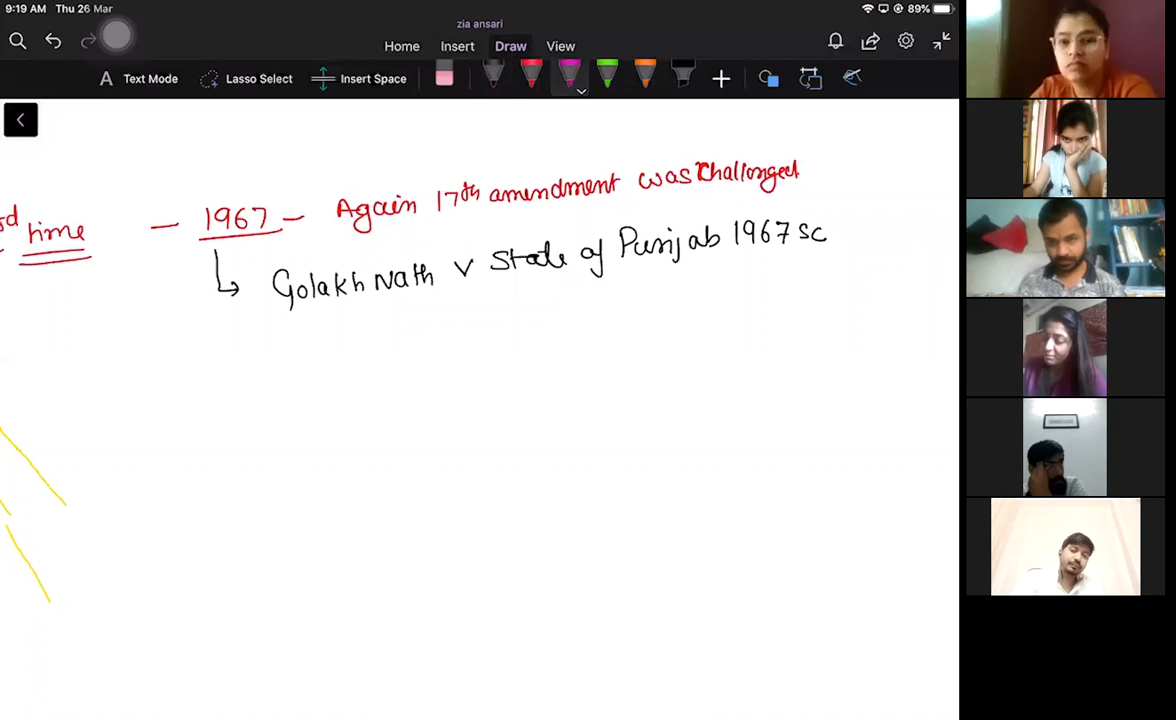 9:19 AM Thu 26 Mar
89%
zia ansari
Home Insert Draw View
Text Mode Lasso Select Insert Space
time - 1967 - Again 17th amendment was challenged
Golakh Nath v State of Punjab 1967 SC